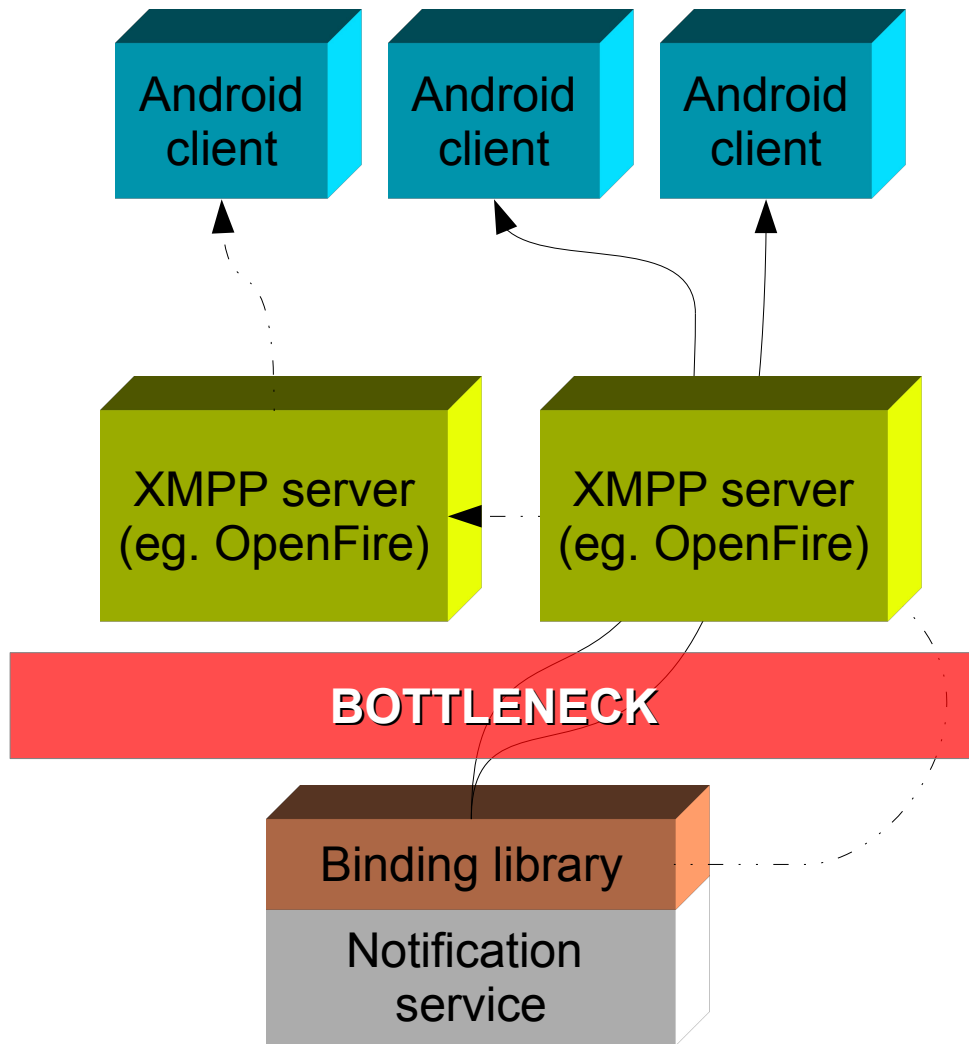 Android
client
Android
client
Android
client
XMPP server
(eg. OpenFire)
XMPP server
(eg. OpenFire)
BOTTLENECK
Binding library
Notification
service